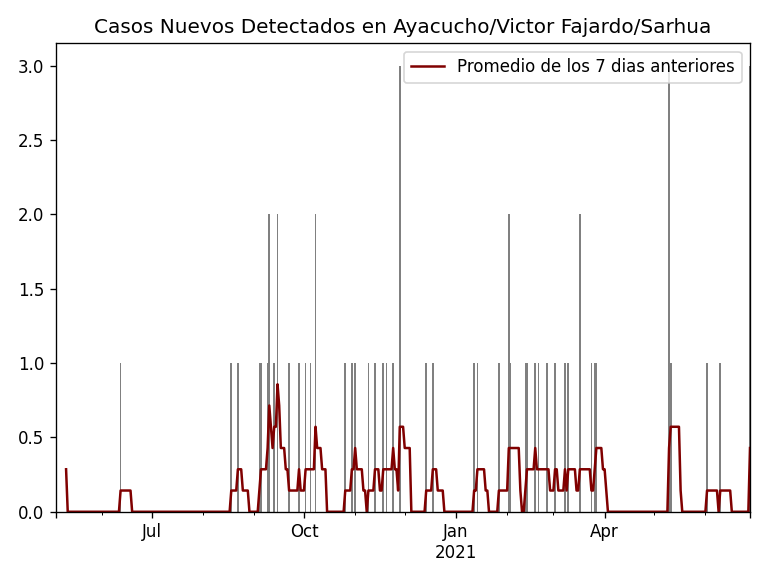 Casos Nuevos Detectados en Ayacucho/Victor Fajardo/Sarhua
Promedio de los 7 dias anteriores
3.0
2.5
2.0
1.5
1.0
0.5
0.0
Jul
Oct
Jan
Apr
2021